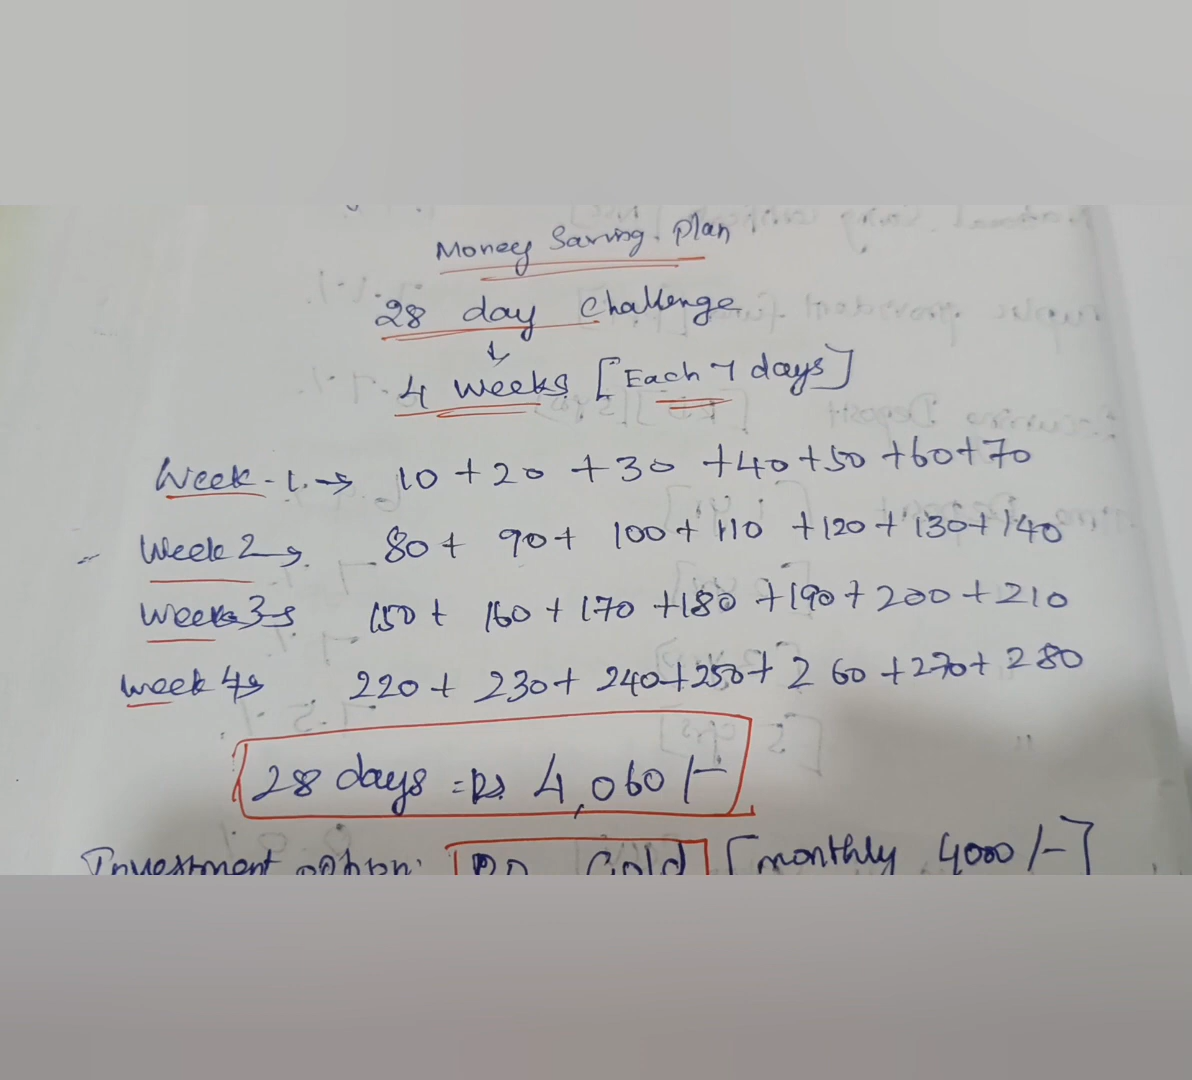 Money Saving Plan
28 day Challenge
↓
4 weeks [Each 7 days]
Week-1. → 10 + 20 + 30 + 40 + 50 + 60 + 70
Week 2 → 80 + 90 + 100 + 110 + 120 + 130 + 140
Week 3 → 150 + 160 + 170 + 180 + 190 + 200 + 210
week 4 → 220 + 230 + 240 + 250 + 260 + 270 + 280
28 days = Rs. 4,060/-
Investment option: RD Gold [monthly 4000/-]